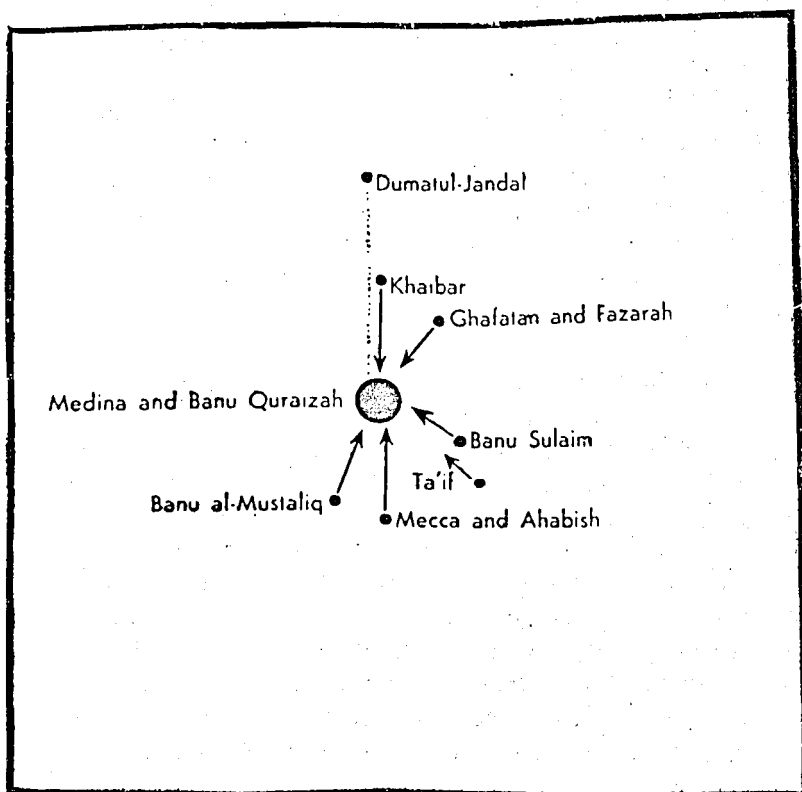 Dumatul-Jandal
Khaibar
Ghafatan and Fazarah
Medina and Banu Quraizah
Banu Sulaim
Ta'if
Banu al-Mustaliq
Mecca and Ahabish